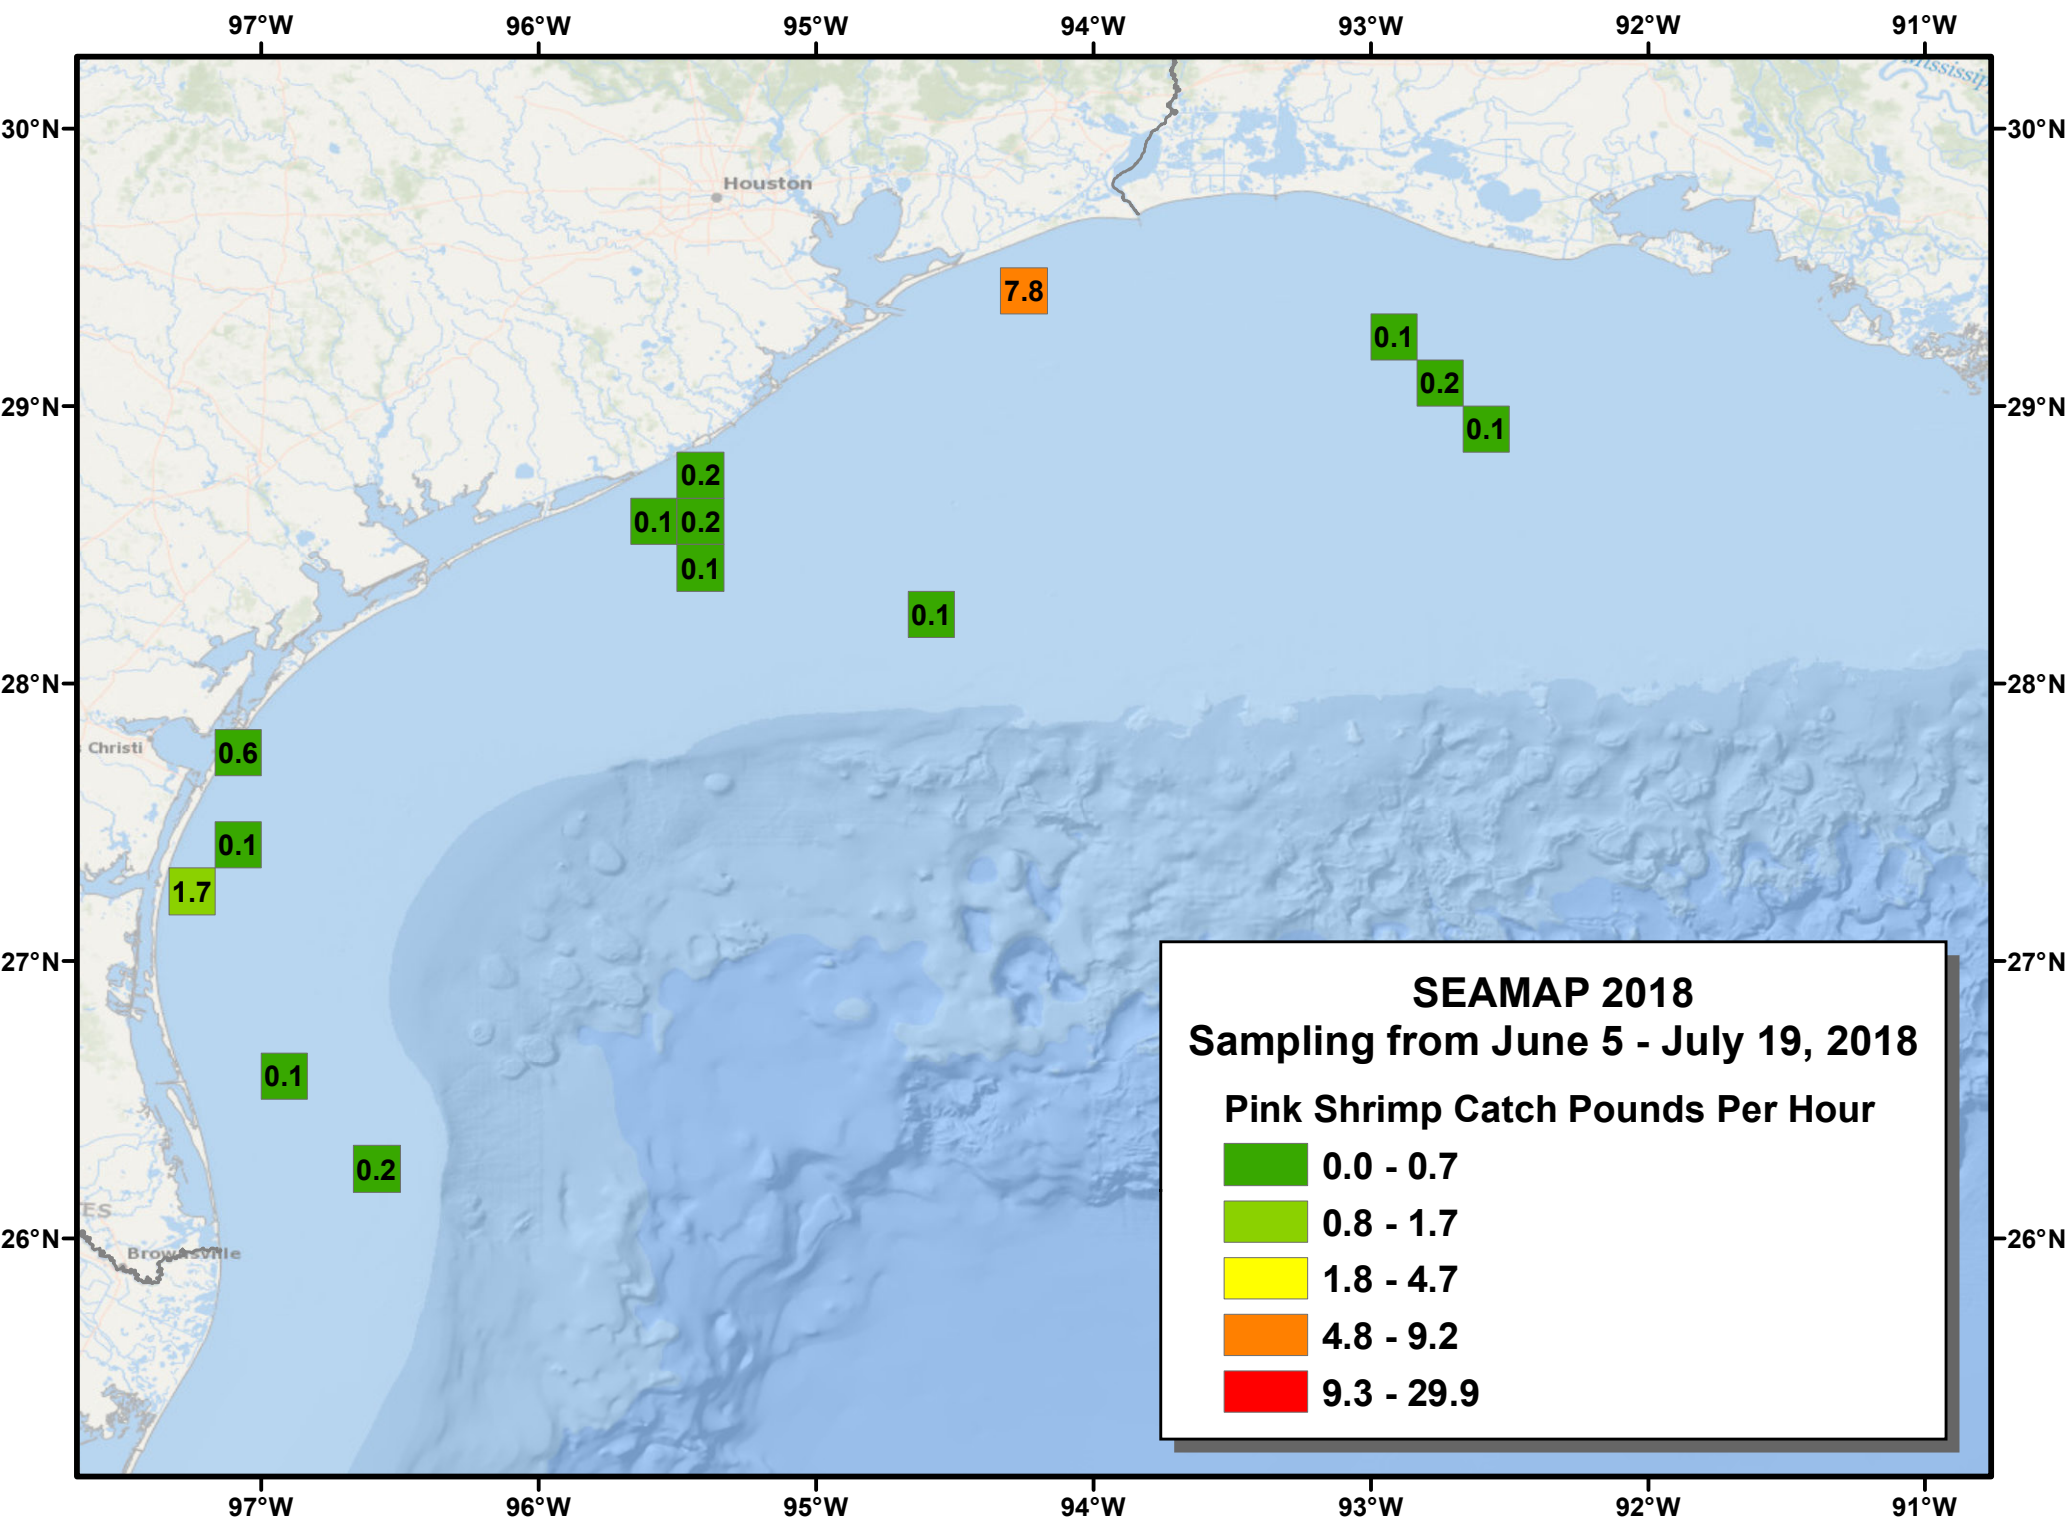 97°W 96°W 95°W 94°W 93°W 92°W 91°W
Mississip
30°N 30°N
Houston
7.8
0.1
0.2
29°N 29°N
0.1
0.2
0.1 0.2
0.1
0.1
28°N 28°N
Christi
0.6
0.1
1.7
27°N 27°N
SEAMAP 2018
Sampling from June 5 - July 19, 2018
0.1
Pink Shrimp Catch Pounds Per Hour
0.0 - 0.7
0.2
ES
0.8 - 1.7
26°N 26°N
Brownsville
1.8 - 4.7
4.8 - 9.2
9.3 - 29.9
97°W 96°W 95°W 94°W 93°W 92°W 91°W